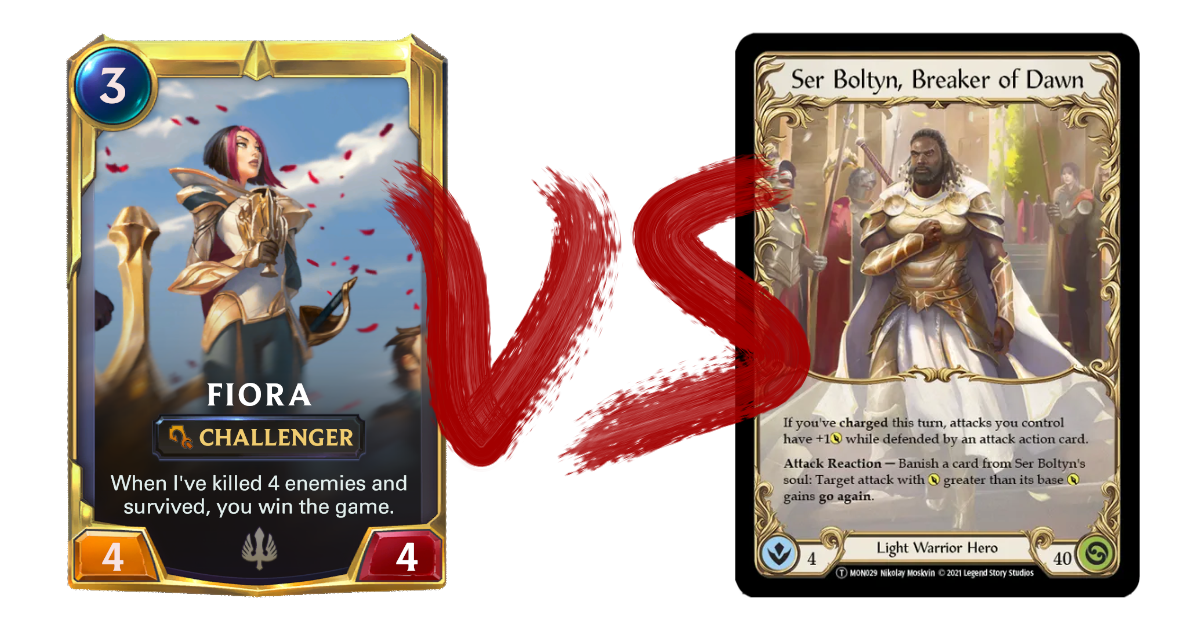 3
FIORA
CHALLENGER
When I've killed 4 enemies and
survived, you win the game.
4
4
VS
Ser Boltyn, Breaker of Dawn
If you've charged this turn, attacks you control
have +1 while defended by an attack action card.
Attack Reaction — Banish a card from Ser Boltyn's
soul: Target attack with greater than its base
gains go again.
4
Light Warrior Hero
40
T MON029 Nikolay Moskvin © 2021 Legend Story Studios